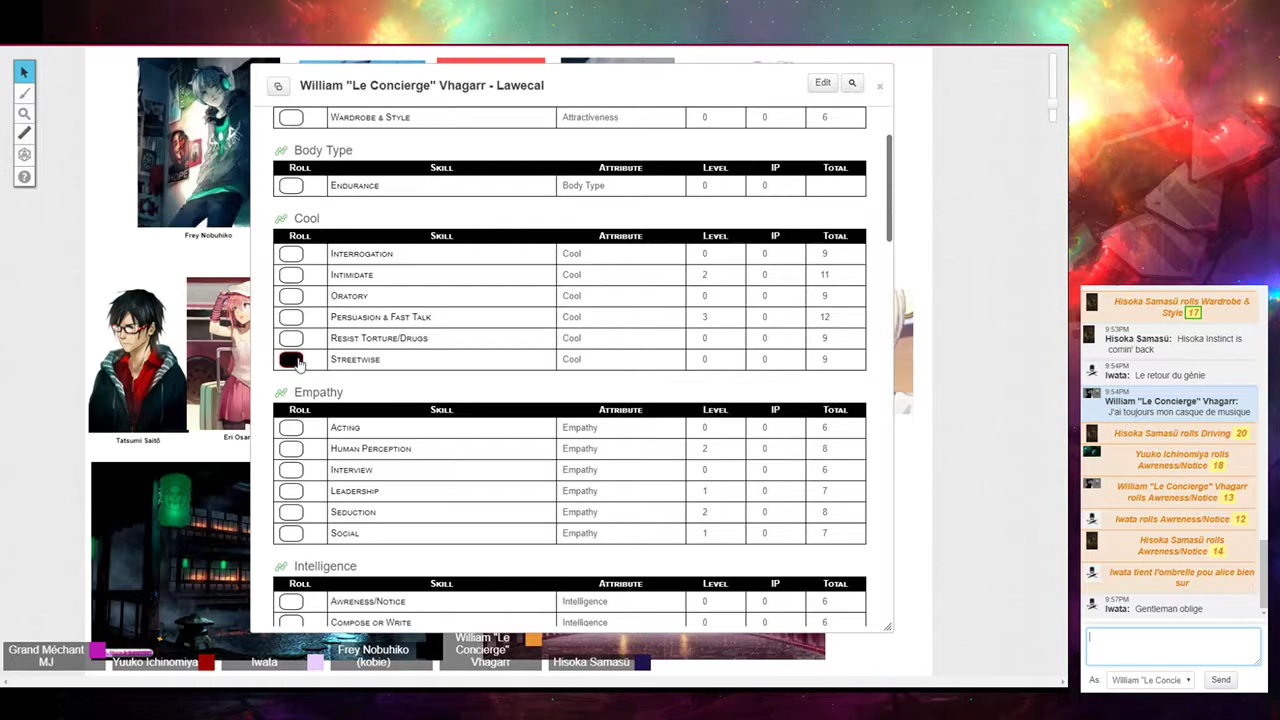 William "Le Concierge" Vhagarr - Lawecal
Edit
WARDROBE & STYLE Attractiveness 0 0 6
Body Type
ROLL SKILL ATTRIBUTE LEVEL IP TOTAL
ENDURANCE Body Type 0 0
Cool
ROLL SKILL ATTRIBUTE LEVEL IP TOTAL
INTERROGATION Cool 0 0 9
INTIMIDATE Cool 2 0 11
ORATORY Cool 0 0 9
PERSUASION & FAST TALK Cool 3 0 12
RESIST TORTURE/DRUGS Cool 0 0 9
STREETWISE Cool 0 0 9
Empathy
ROLL SKILL ATTRIBUTE LEVEL IP TOTAL
ACTING Empathy 0 0 6
HUMAN PERCEPTION Empathy 2 0 8
INTERVIEW Empathy 0 0 6
LEADERSHIP Empathy 1 0 7
SEDUCTION Empathy 2 0 8
SOCIAL Empathy 1 0 7
Intelligence
ROLL SKILL ATTRIBUTE LEVEL IP TOTAL
AWRENESS/NOTICE Intelligence 0 0 6
COMPOSE OR WRITE Intelligence 0 0 6
Frey Nobuhiko
Tatsumi Saitô
Eri Osar
Grand Méchant
MJ
Yuuko Ichinomiya
Iwata
Frey Nobuhiko
(kobie)
William "Le
Concierge"
Vhagarr
Hisoka Samasü
Hisoka Samasü rolls Wardrobe &
Style 17
9:53PM
Hisoka Samasü: Hisoka Instinct is
comin' back
9:54PM
Iwata: Le retour du génie
9:54PM
William "Le Concierge" Vhagarr:
J'ai toujours mon casque de musique
Hisoka Samasü rolls Driving 20
Yuuko Ichinomiya rolls
Awreness/Notice 18
William "Le Concierge" Vhagarr
rolls Awreness/Notice 13
Iwata rolls Awreness/Notice 12
Hisoka Samasü rolls
Awreness/Notice 14
Iwata tient l'ombrelle pou alice bien
sur
9:57PM
Iwata: Gentleman oblige
As: William "Le Concie Send